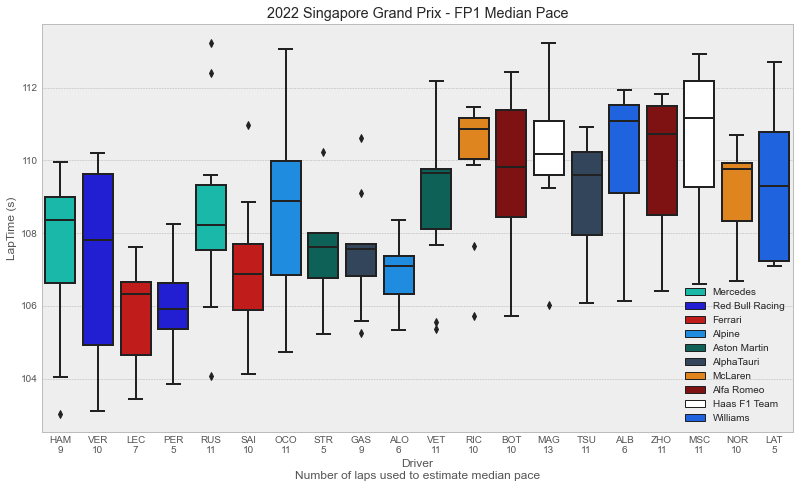 2022 Singapore Grand Prix - FP1 Median Pace
LapTime (s)
112
110
108
106
104
HAM VER LEC PER RUS SAI OCO STR GAS ALO VET RIC BOT MAG TSU ALB ZHO MSC NOR LAT
9 10 7 5 11 10 11 5 9 6 11 10 10 13 11 6 11 11 10 5
Driver
Number of laps used to estimate median pace
Mercedes
Red Bull Racing
Ferrari
Alpine
Aston Martin
AlphaTauri
McLaren
Alfa Romeo
Haas F1 Team
Williams